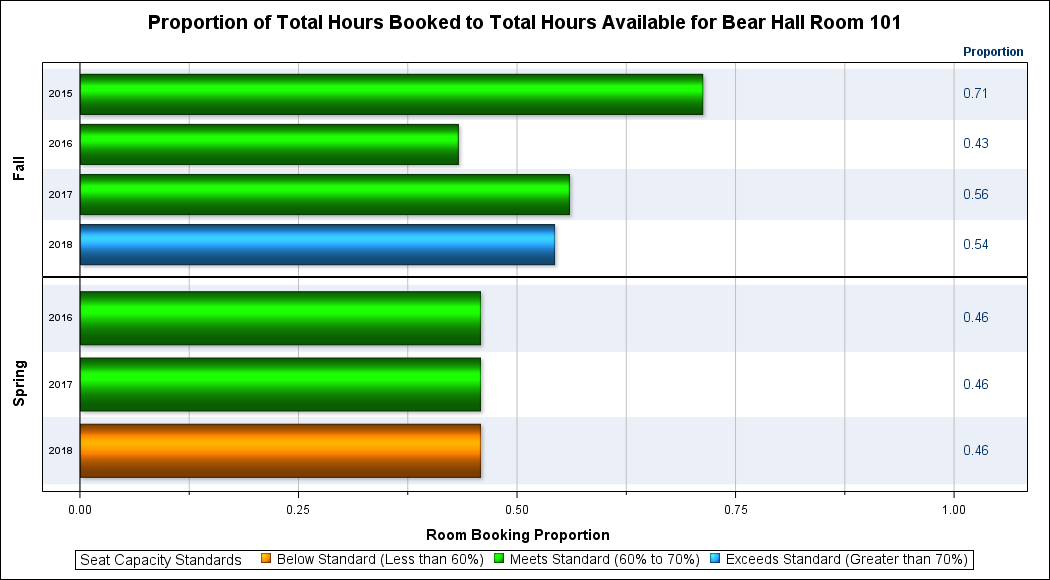 Proportion of Total Hours Booked to Total Hours Available for Bear Hall Room 101
Proportion
Fall
2015 0.71
2016 0.43
2017 0.56
2018 0.54
Spring
2016 0.46
2017 0.46
2018 0.46
0.00 0.25 0.50 0.75 1.00
Room Booking Proportion
Seat Capacity Standards Below Standard (Less than 60%) Meets Standard (60% to 70%) Exceeds Standard (Greater than 70%)